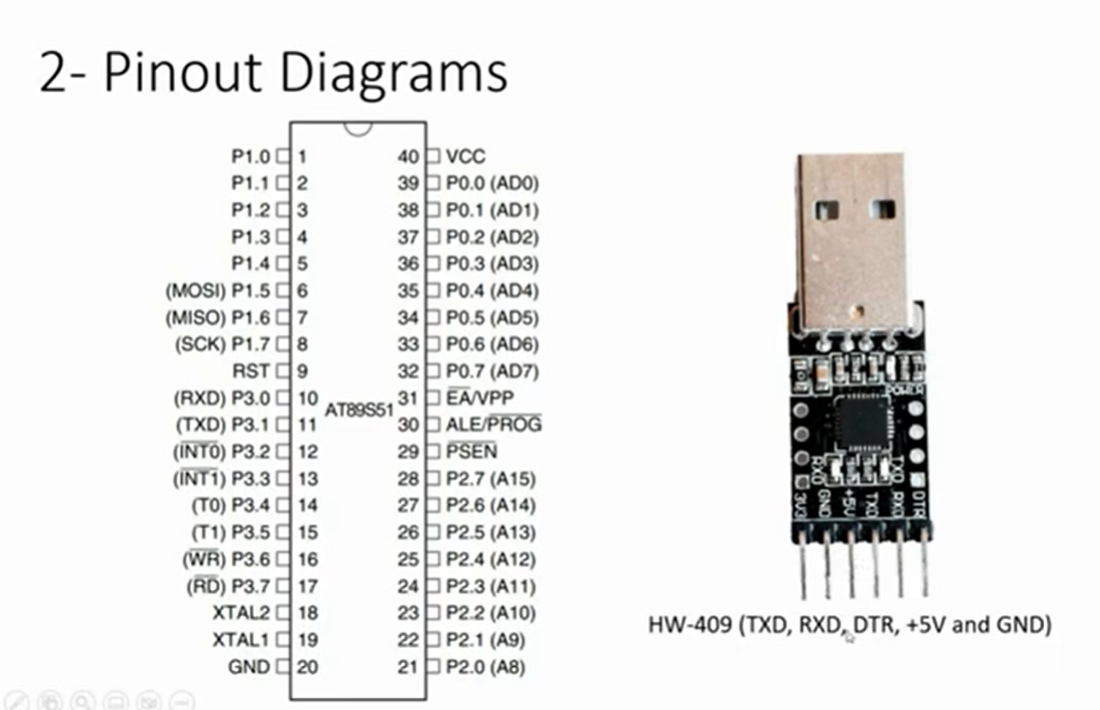 2- Pinout Diagrams
P1.0 1 40 VCC
P1.1 2 39 P0.0 (AD0)
P1.2 3 38 P0.1 (AD1)
P1.3 4 37 P0.2 (AD2)
P1.4 5 36 P0.3 (AD3)
(MOSI) P1.5 6 35 P0.4 (AD4)
(MISO) P1.6 7 34 P0.5 (AD5)
(SCK) P1.7 8 33 P0.6 (AD6)
RST 9 32 P0.7 (AD7)
(RXD) P3.0 10 31 E̅A̅/VPP
AT89S51
(TXD) P3.1 11 30 ALE/P̅R̅O̅G̅
(I̅N̅T̅0̅) P3.2 12 29 P̅S̅E̅N̅
(I̅N̅T̅1̅) P3.3 13 28 P2.7 (A15)
(T0) P3.4 14 27 P2.6 (A14)
(T1) P3.5 15 26 P2.5 (A13)
(W̅R̅) P3.6 16 25 P2.4 (A12)
(R̅D̅) P3.7 17 24 P2.3 (A11)
XTAL2 18 23 P2.2 (A10)
XTAL1 19 22 P2.1 (A9)
GND 20 21 P2.0 (A8)
POWER
RXD TXD
3V3 GND +5V TXD RXD DTR
HW-409 (TXD, RXD, DTR, +5V and GND)